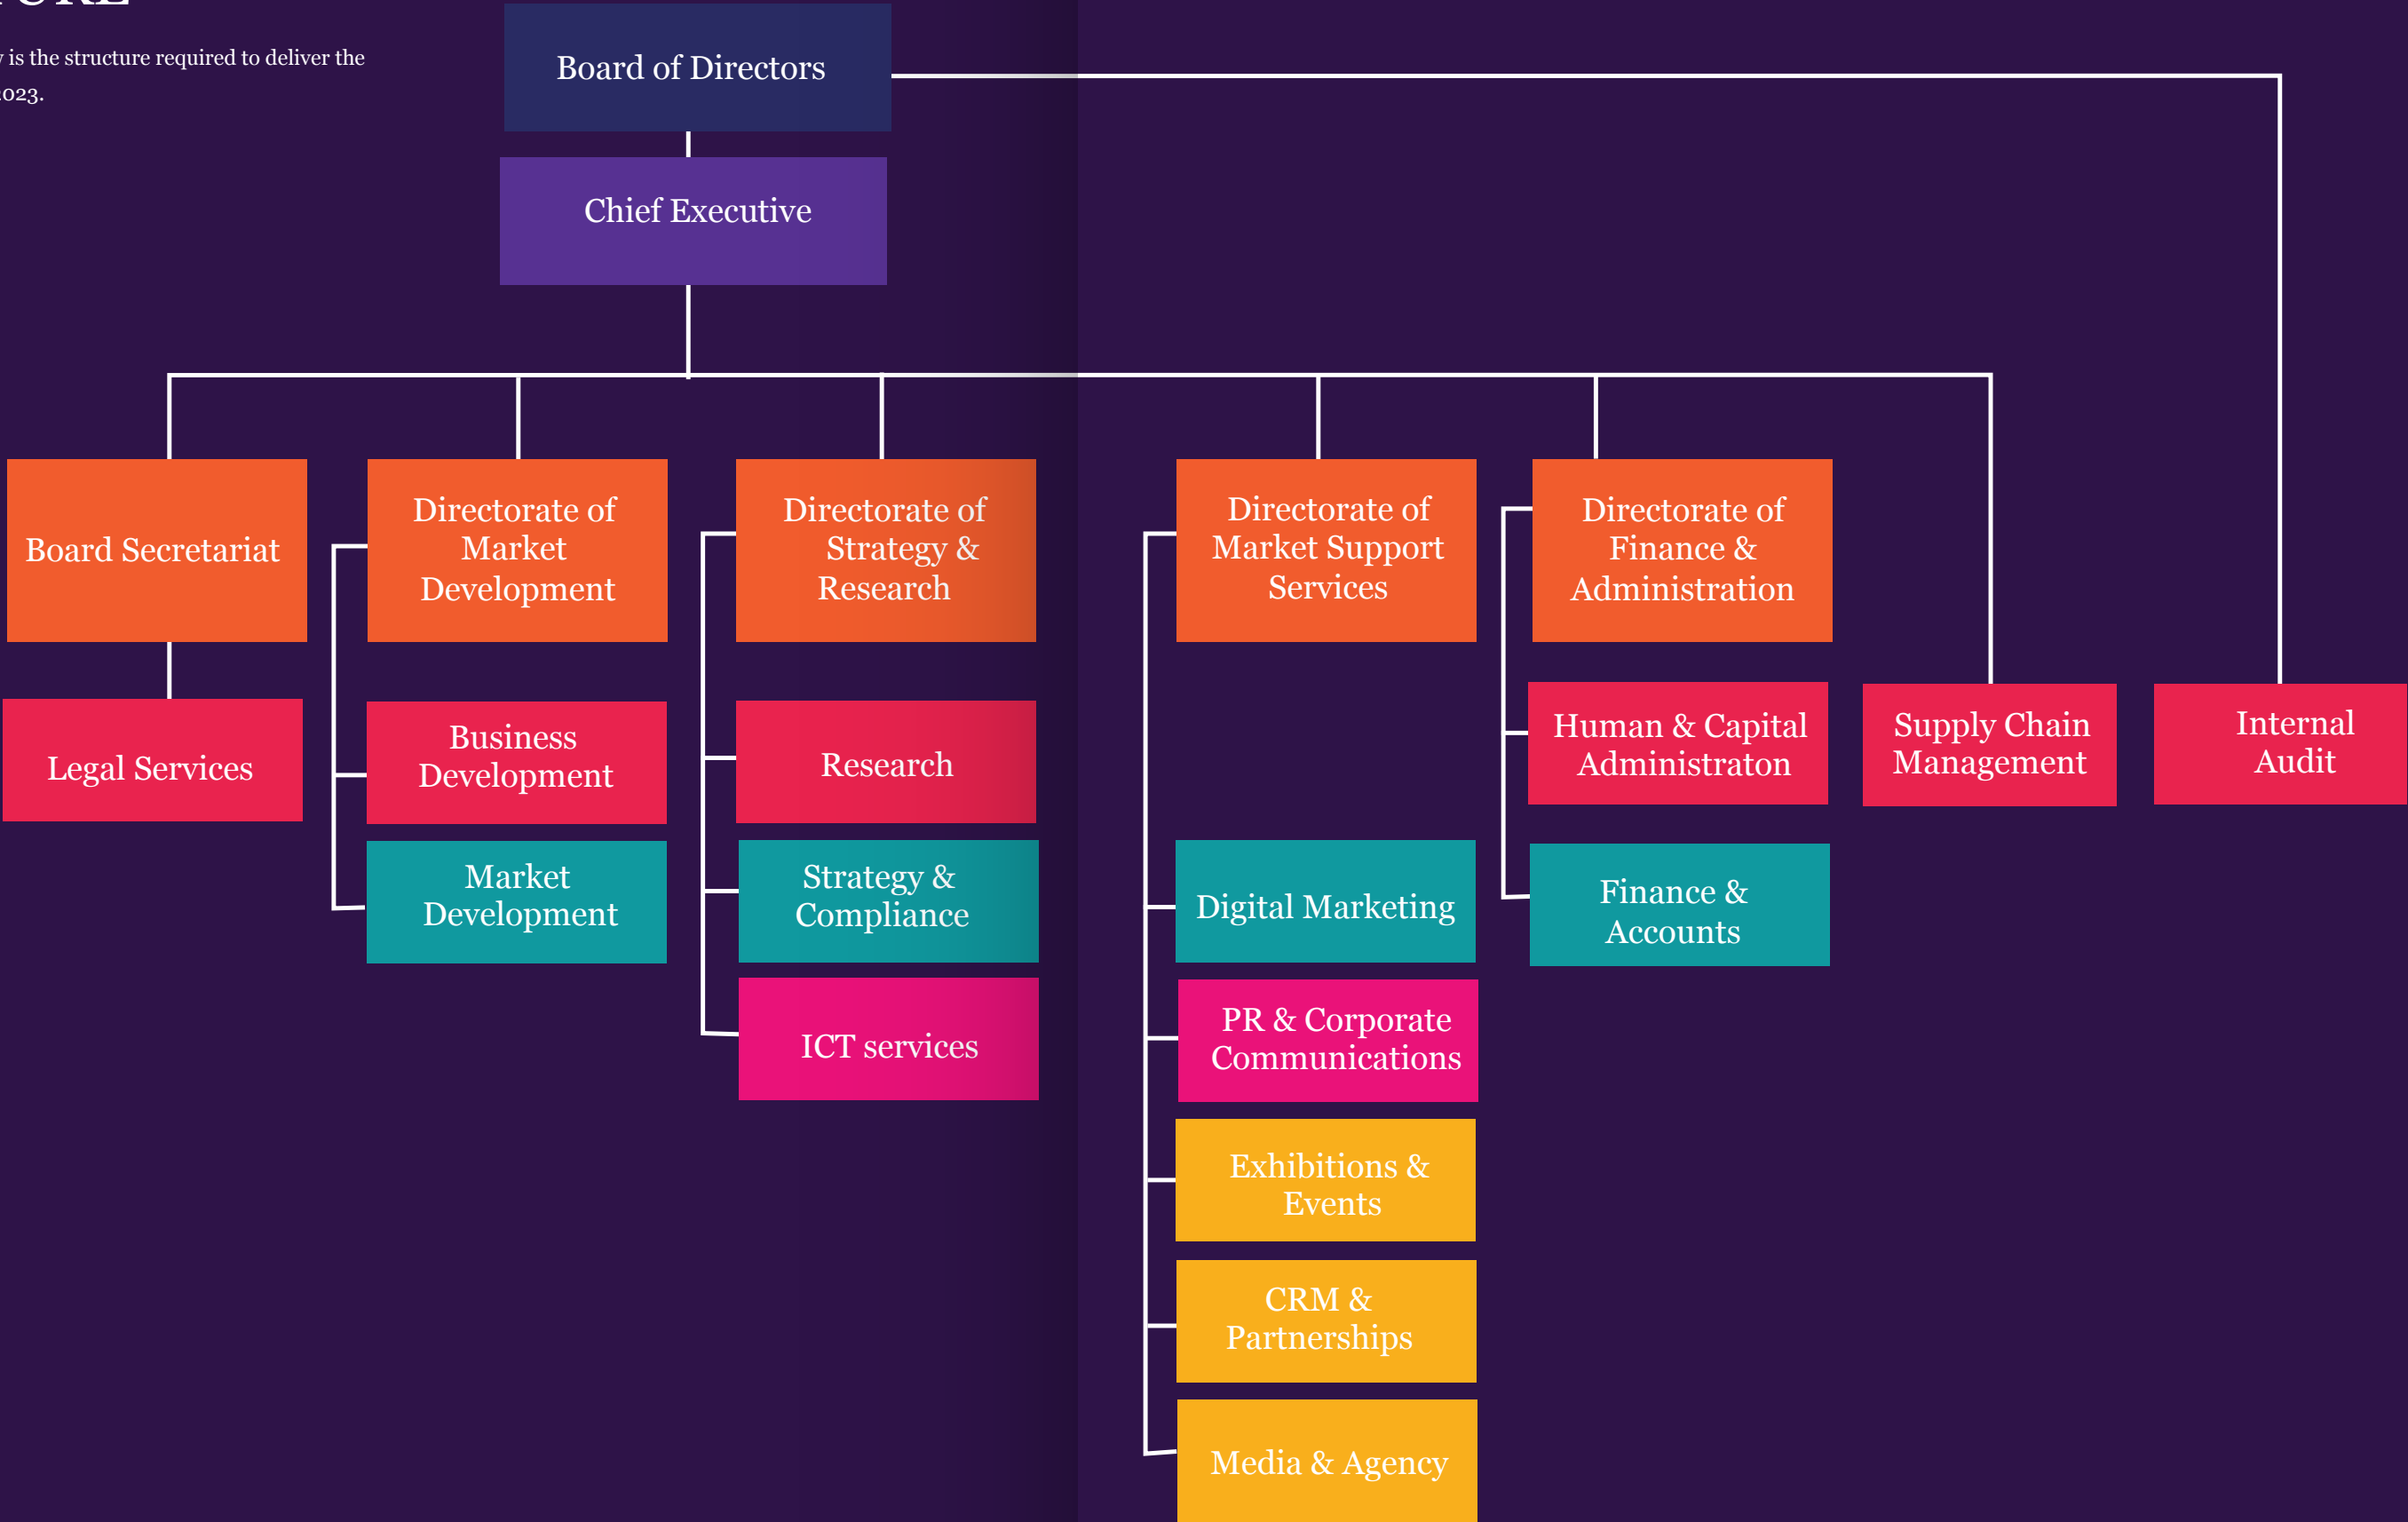 is the structure required to deliver the
2023.
Board of Directors
Chief Executive
Board Secretariat
Directorate of
Market
Development
Directorate of
Strategy &
Research
Directorate of
Market Support
Services
Directorate of
Finance &
Administration
Legal Services
Business
Development
Research
Human & Capital
Administraton
Supply Chain
Management
Internal
Audit
Market
Development
Strategy &
Compliance
Digital Marketing
Finance &
Accounts
ICT services
PR & Corporate
Communications
Exhibitions &
Events
CRM &
Partnerships
Media & Agency